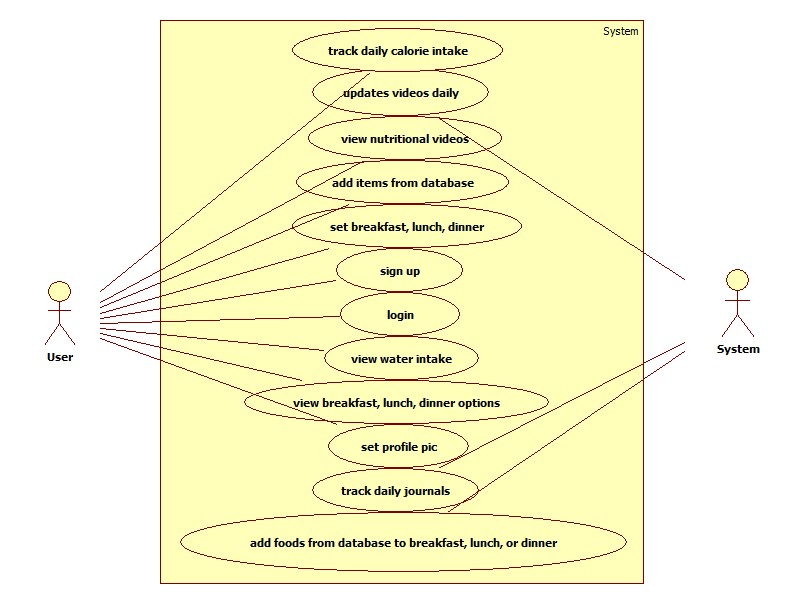 System
track daily calorie intake
updates videos daily
view nutritional videos
add items from database
set breakfast, lunch, dinner
sign up
login
view water intake
view breakfast, lunch, dinner options
set profile pic
track daily journals
add foods from database to breakfast, lunch, or dinner
User
System